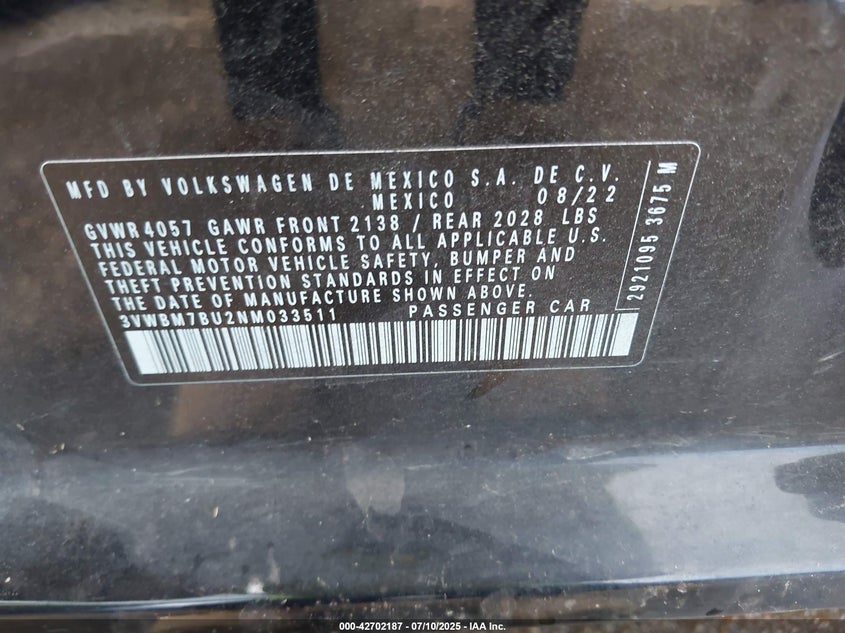 MFD BY VOLKSWAGEN DE MEXICO S.A. DE C.V.
MEXICO 08/22
GVWR 4057 GAWR FRONT 2138 / REAR 2028 LBS
THIS VEHICLE CONFORMS TO ALL APPLICABLE U.S.
FEDERAL MOTOR VEHICLE SAFETY, BUMPER AND
THEFT PREVENTION STANDARDS IN EFFECT ON
THE DATE OF MANUFACTURE SHOWN ABOVE.
3VWBM7BU2NM033511 PASSENGER CAR
2921095 3675 M
000-42702187 - 07/10/2025 - IAA Inc.